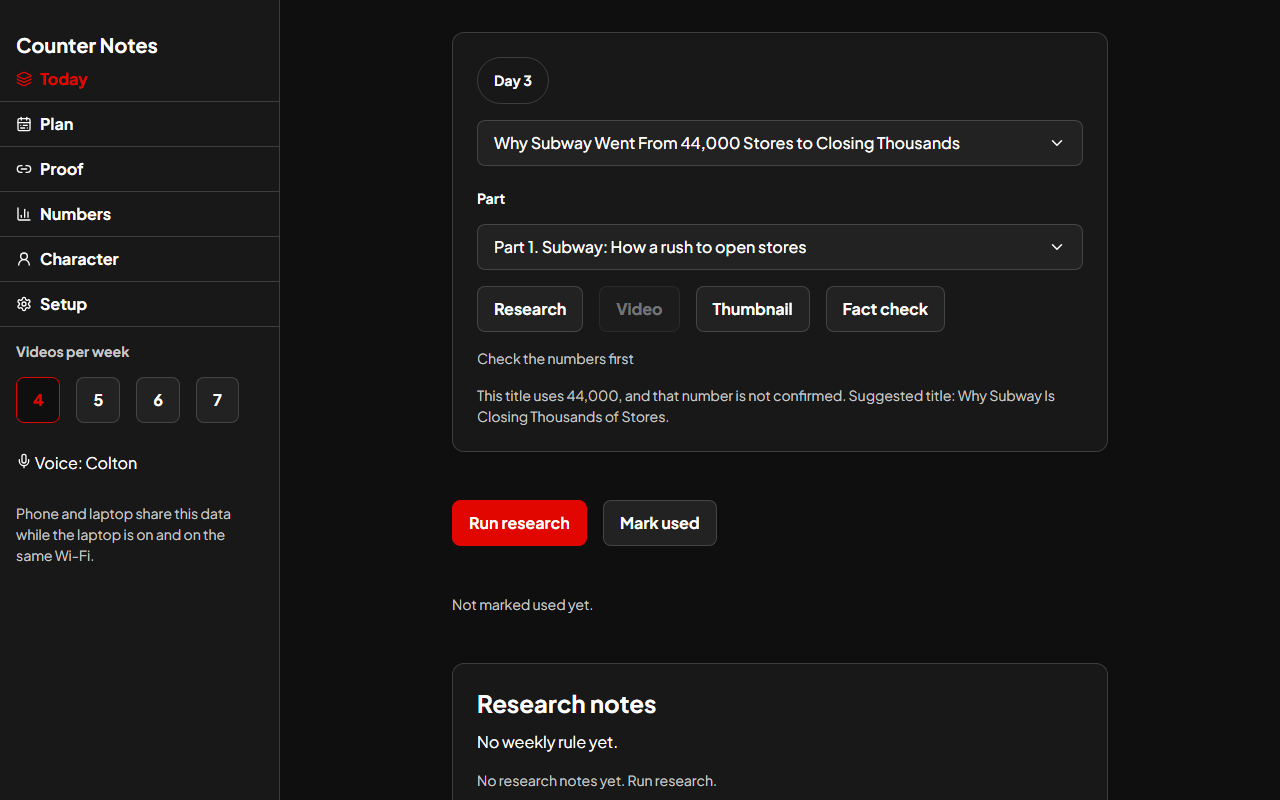 Counter Notes
Today
Plan
Proof
Numbers
Character
Setup
Videos per week
4
5
6
7
Voice: Colton
Phone and laptop share this data
while the laptop is on and on the
same Wi-Fi.
Day 3
Why Subway Went From 44,000 Stores to Closing Thousands
Part
Part 1. Subway: How a rush to open stores
Research
Video
Thumbnail
Fact check
Check the numbers first
This title uses 44,000, and that number is not confirmed. Suggested title: Why Subway Is
Closing Thousands of Stores.
Run research
Mark used
Not marked used yet.
Research notes
No weekly rule yet.
No research notes yet. Run research.